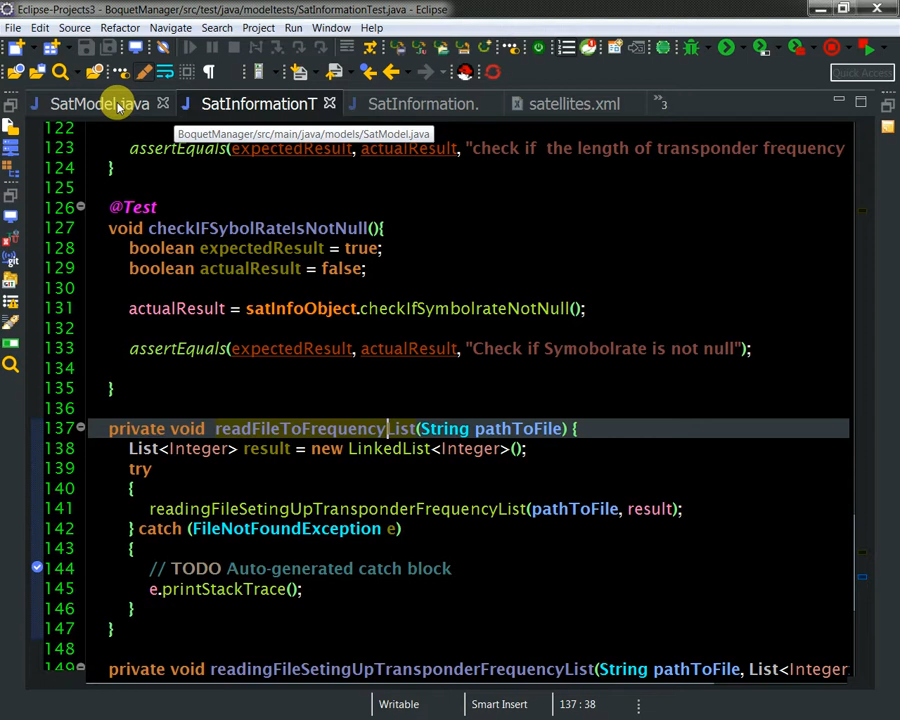 Eclipse-Projects3 - BoquetManager/src/test/java/modeltests/SatInformationTest.java - Eclipse
File Edit Source Refactor Navigate Search Project Run Window Help
Quick Access
SatModel.java SatInformationT SatInformation. satellites.xml »3
BoquetManager/src/main/java/models/SatModel.java
122
123 assertEquals(expectedResult, actualResult, "check if the length of transponder frequency
124 }
125
126 @Test
127 void checkIFSybolRateIsNotNull(){
128 boolean expectedResult = true;
129 boolean actualResult = false;
130
131 actualResult = satInfoObject.checkIfSymbolrateNotNull();
132
133 assertEquals(expectedResult, actualResult, "Check if Symobolrate is not null");
134
135 }
136
137 private void readFileToFrequencyList(String pathToFile) {
138 List<Integer> result = new LinkedList<Integer>();
139 try
140 {
141 readingFileSetingUpTransponderFrequencyList(pathToFile, result);
142 } catch (FileNotFoundException e)
143 {
144 // TODO Auto-generated catch block
145 e.printStackTrace();
146 }
147 }
148
149 private void readingFileSetingUpTransponderFrequencyList(String pathToFile, List<Integer
Writable Smart Insert 137 : 38